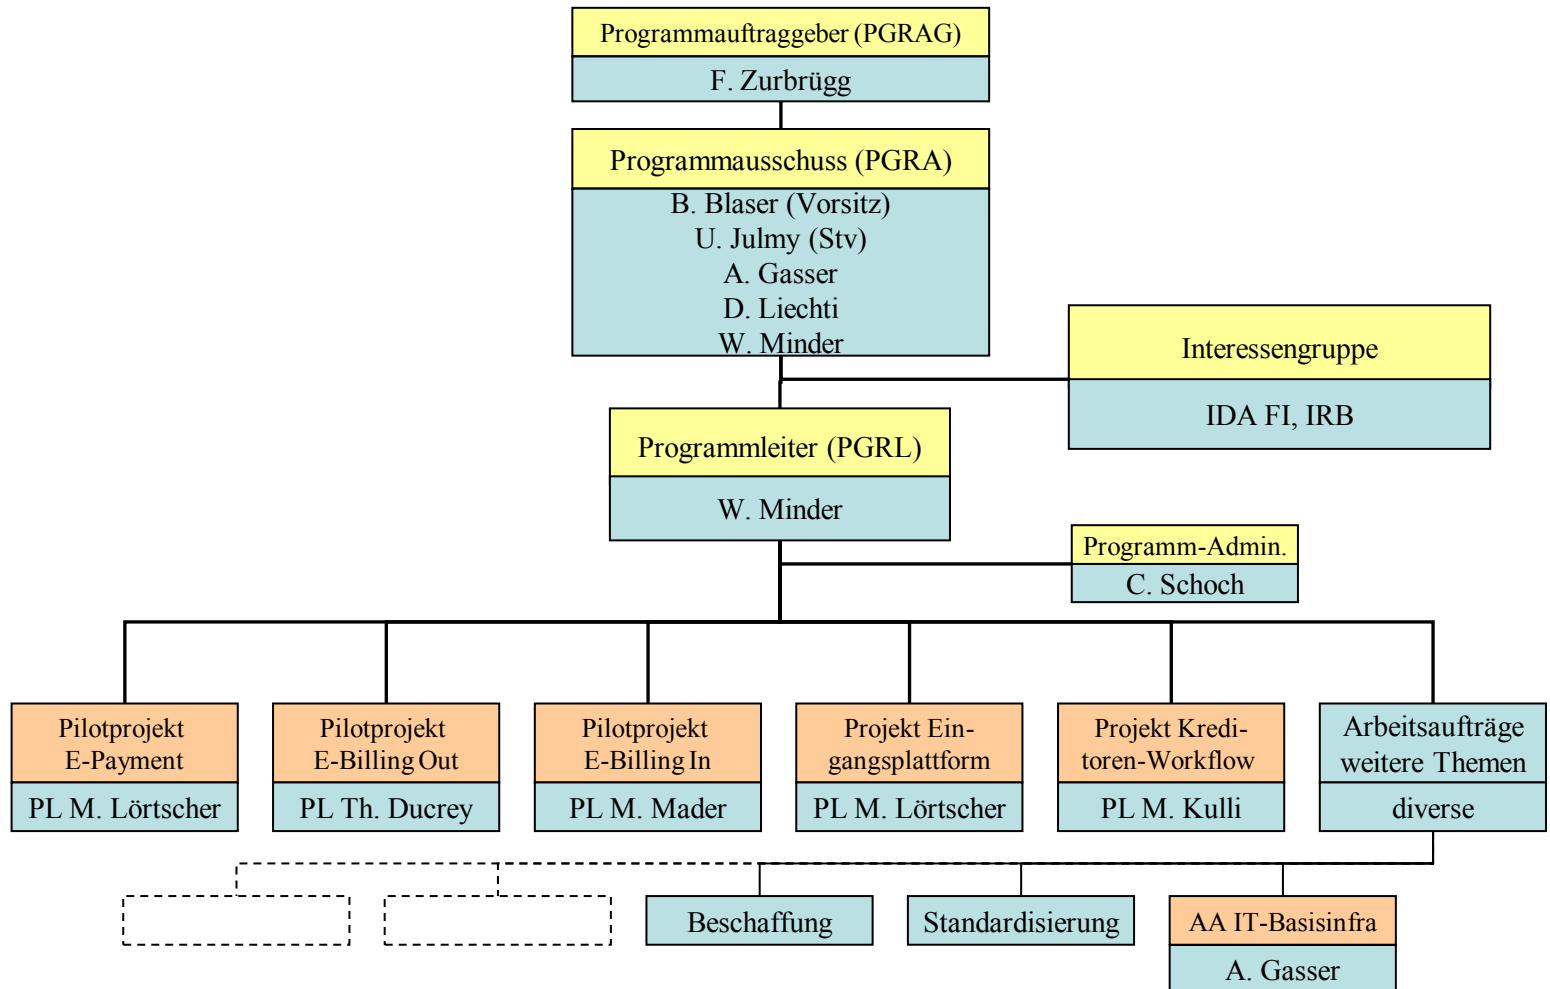 Programmauftraggeber (PGRAG)
F. Zurbrügg
Programmausschuss (PGRA)
B. Blaser (Vorsitz)
U. Julmy (Stv)
A. Gasser
D. Liechti
W. Minder
Interessengruppe
IDA FI, IRB
Programmleiter (PGRL)
W. Minder
Programm-Admin.
C. Schoch
Pilotprojekt
E-Payment
PL M. Lörtscher
Pilotprojekt
E-Billing Out
PL Th. Ducrey
Pilotprojekt
E-Billing In
PL M. Mader
Projekt Ein-
gangsplattform
PL M. Lörtscher
Projekt Kredi-
toren-Workflow
PL M. Kulli
Arbeitsaufträge
weitere Themen
diverse
Beschaffung
Standardisierung
AA IT-Basisinfra
A. Gasser